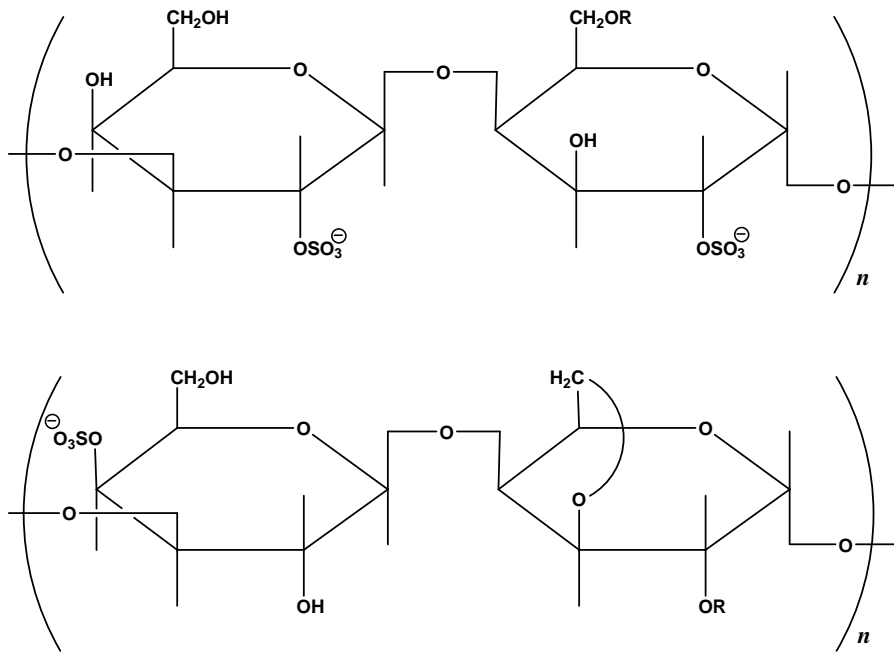 CH₂OH CH₂OR
OH O O O
OH
O O
OSO₃⊖ OSO₃⊖
n
CH₂OH H₂C
⊖O₃SO O O O
O O O
OH OR
n